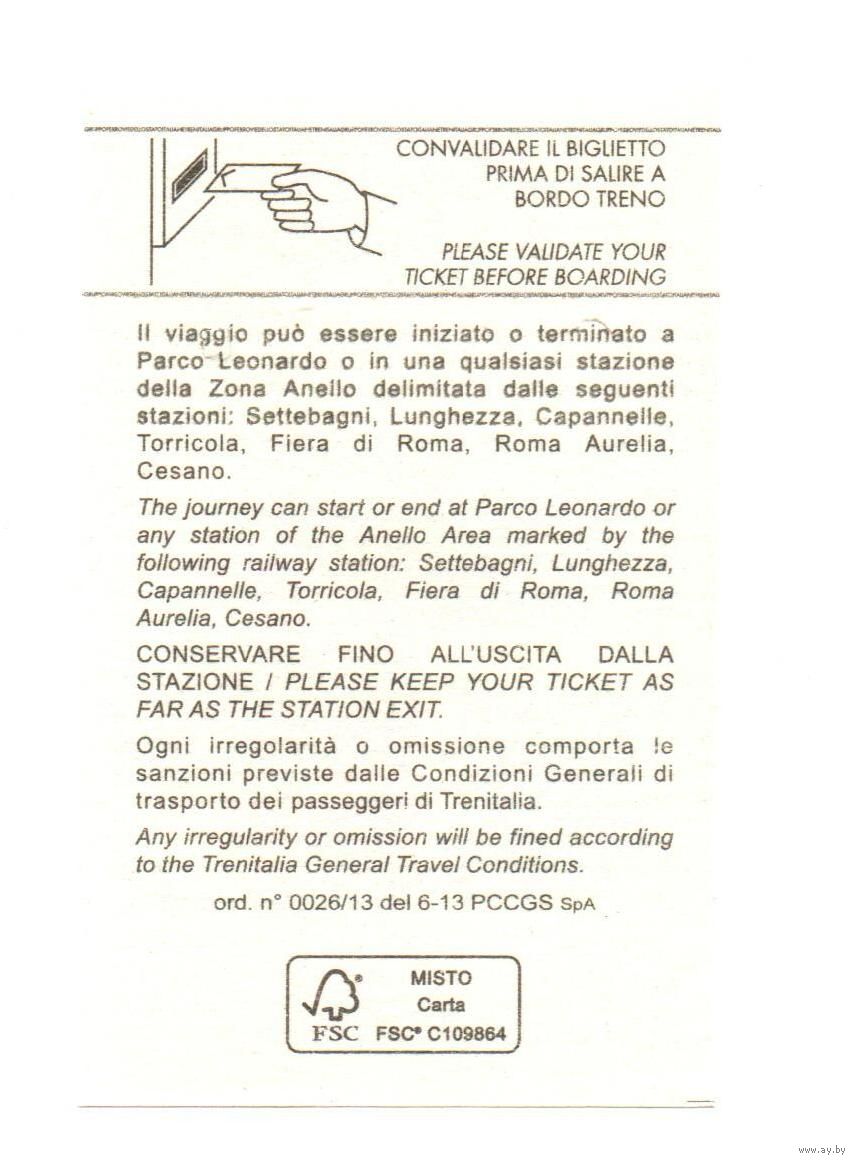 GRUPPOFERROVIEDELLOSTATOITALIANETRENITALIAGRUPPOFERROVIEDELLOSTATOITALIANETRENITALIAGRUPPOFERROVIEDELLOSTATOITALIANETRENITALIA
CONVALIDARE IL BIGLIETTO
PRIMA DI SALIRE A
BORDO TRENO
PLEASE VALIDATE YOUR
TICKET BEFORE BOARDING
Il viaggio può essere iniziato o terminato a
Parco Leonardo o in una qualsiasi stazione
della Zona Anello delimitata dalle seguenti
stazioni: Settebagni, Lunghezza, Capannelle,
Torricola, Fiera di Roma, Roma Aurelia,
Cesano.
The journey can start or end at Parco Leonardo or
any station of the Anello Area marked by the
following railway station: Settebagni, Lunghezza,
Capannelle, Torricola, Fiera di Roma, Roma
Aurelia, Cesano.
CONSERVARE FINO ALL'USCITA DALLA
STAZIONE / PLEASE KEEP YOUR TICKET AS
FAR AS THE STATION EXIT.
Ogni irregolarità o omissione comporta le
sanzioni previste dalle Condizioni Generali di
trasporto dei passeggeri di Trenitalia.
Any irregularity or omission will be fined according
to the Trenitalia General Travel Conditions.
ord. n° 0026/13 del 6-13 PCCGS SpA
MISTO
Carta
FSC® C109864
FSC
www.ay.by